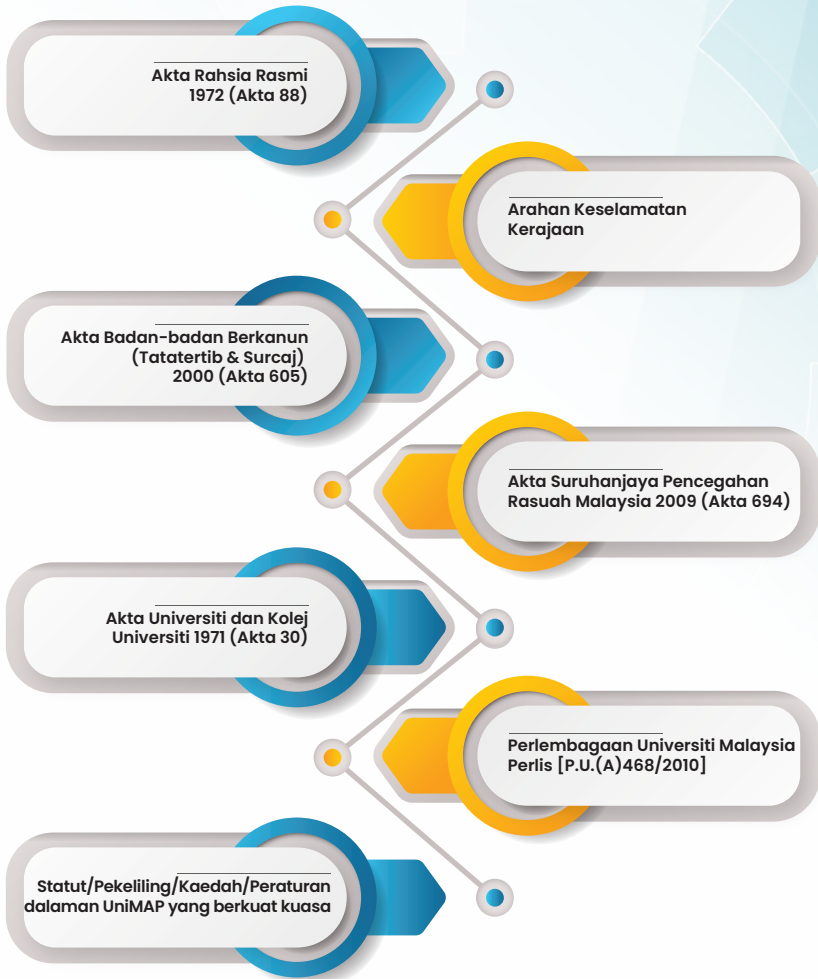 Akta Rahsia Rasmi
1972 (Akta 88)
Arahan Keselamatan
Kerajaan
Akta Badan-badan Berkanun
(Tatatertib & Surcaj)
2000 (Akta 605)
Akta Suruhanjaya Pencegahan
Rasuah Malaysia 2009 (Akta 694)
Akta Universiti dan Kolej
Universiti 1971 (Akta 30)
Perlembagaan Universiti Malaysia
Perlis [P.U.(A)468/2010]
Statut/Pekeliling/Kaedah/Peraturan
dalaman UniMAP yang berkuat kuasa